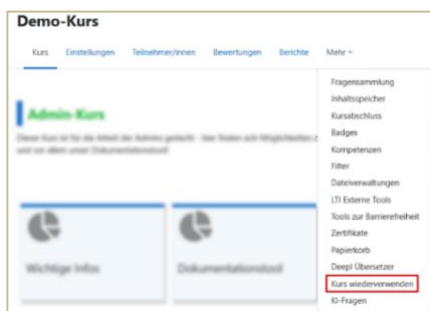 Demo-Kurs
Kurs Einstellungen Teilnehmer/innen Bewertungen Berichte Mehr
Fragensammlung
Inhaltsspeicher
Kursabschluss
Badges
Kompetenzen
Filter
Dateiverwaltungen
LTI Externe Tools
Tools zur Barrierefreiheit
Zertifikate
Papierkorb
Deepl Übersetzer
Kurs wiederverwenden
KI-Fragen
Admin-Kurs
Wichtige Infos
Dokumentationstool